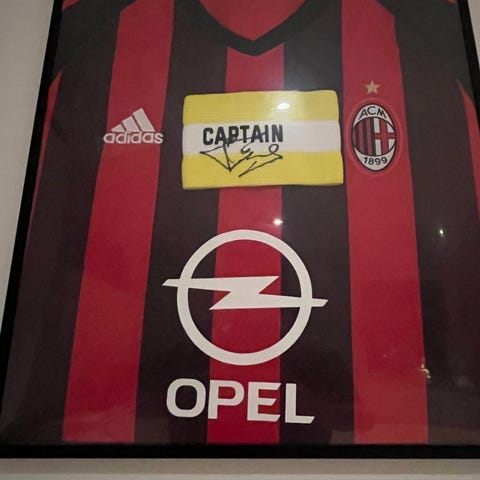 adidas
CAPTAIN
ACM
1899
OPEL